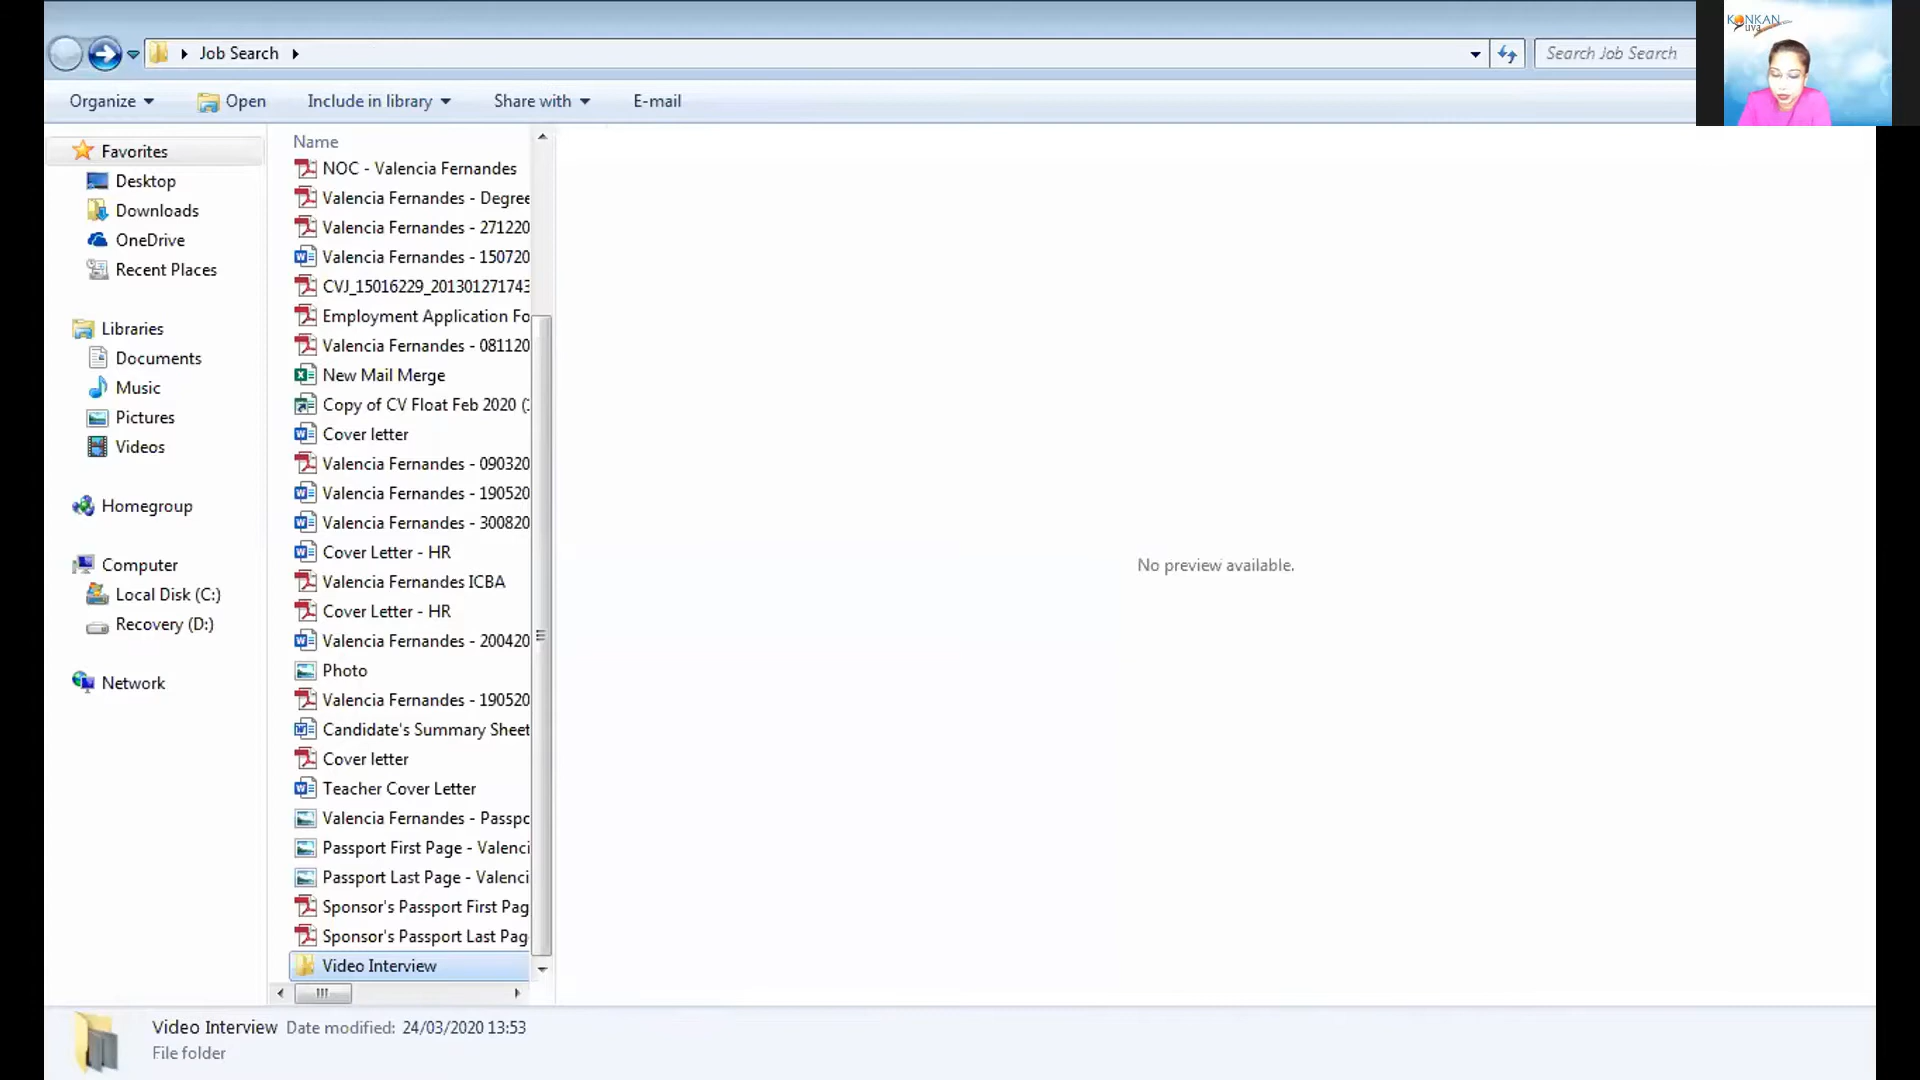 Job Search
Search Job Search
KONKAN
uva
Organize
Open
Include in library
Share with
E-mail
Favorites
Desktop
Downloads
OneDrive
Recent Places
Libraries
Documents
Music
Pictures
Videos
Homegroup
Computer
Local Disk (C:)
Recovery (D:)
Network
Name
NOC - Valencia Fernandes
Valencia Fernandes - Degree
Valencia Fernandes - 271220
Valencia Fernandes - 150720
CVJ_15016229_201301271743
Employment Application Fo
Valencia Fernandes - 081120
New Mail Merge
Copy of CV Float Feb 2020 (
Cover letter
Valencia Fernandes - 090320
Valencia Fernandes - 190520
Valencia Fernandes - 300820
Cover Letter - HR
Valencia Fernandes ICBA
Cover Letter - HR
Valencia Fernandes - 200420
Photo
Valencia Fernandes - 190520
Candidate's Summary Sheet
Cover letter
Teacher Cover Letter
Valencia Fernandes - Passpo
Passport First Page - Valenci
Passport Last Page - Valenci
Sponsor's Passport First Pag
Sponsor's Passport Last Pag
Video Interview
No preview available.
Video Interview Date modified: 24/03/2020 13:53
File folder